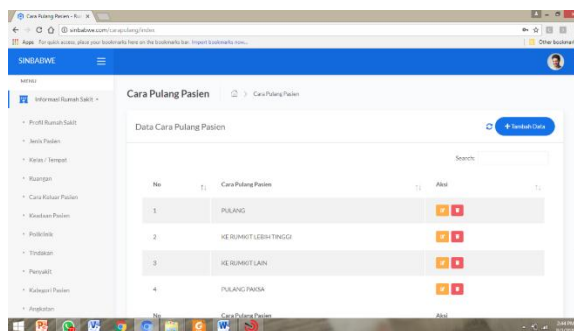 Cara Pulang Pasien - Ru
sinbabwe.com/carapulang/index
Apps For quick access, place your bookmarks here on the bookmarks bar. Import bookmarks now...
Other bookmar
SINBABWE
MENU
Informasi Rumah Sakit
Cara Pulang Pasien
Cara Pulang Pasien
Profil Rumah Sakit
Data Cara Pulang Pasien
+ Tambah Data
Jenis Pasien
Kelas / Tempat
Search:
Ruangan
No
Cara Pulang Pasien
Aksi
Cara Keluar Pasien
Keadaan Pasien
1
PULANG
Poliklinik
2
KE RUMKIT LEBIH TINGGI
Tindakan
3
KE RUMKIT LAIN
Penyakit
Kategori Pasien
4
PULANG PAKSA
Angkatan
No
Cara Pulang Pasien
Aksi